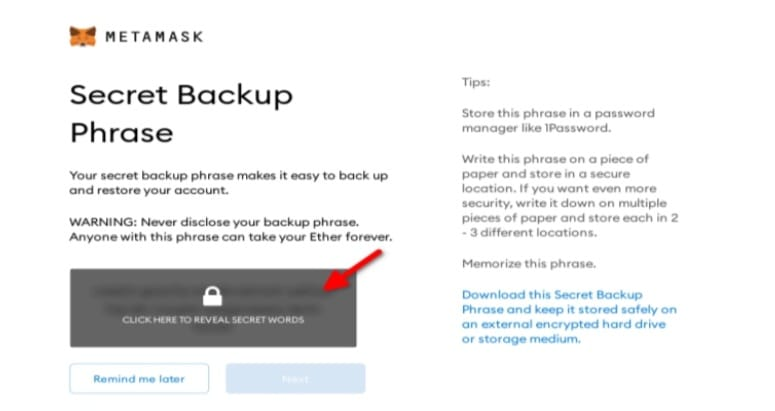 METAMASK
Secret Backup
Phrase
Your secret backup phrase makes it easy to back up
and restore your account.
WARNING: Never disclose your backup phrase.
Anyone with this phrase can take your Ether forever.
CLICK HERE TO REVEAL SECRET WORDS
Remind me later
Next
Tips:
Store this phrase in a password
manager like 1Password.
Write this phrase on a piece of
paper and store in a secure
location. If you want even more
security, write it down on multiple
pieces of paper and store each in 2
- 3 different locations.
Memorize this phrase.
Download this Secret Backup
Phrase and keep it stored safely on
an external encrypted hard drive
or storage medium.